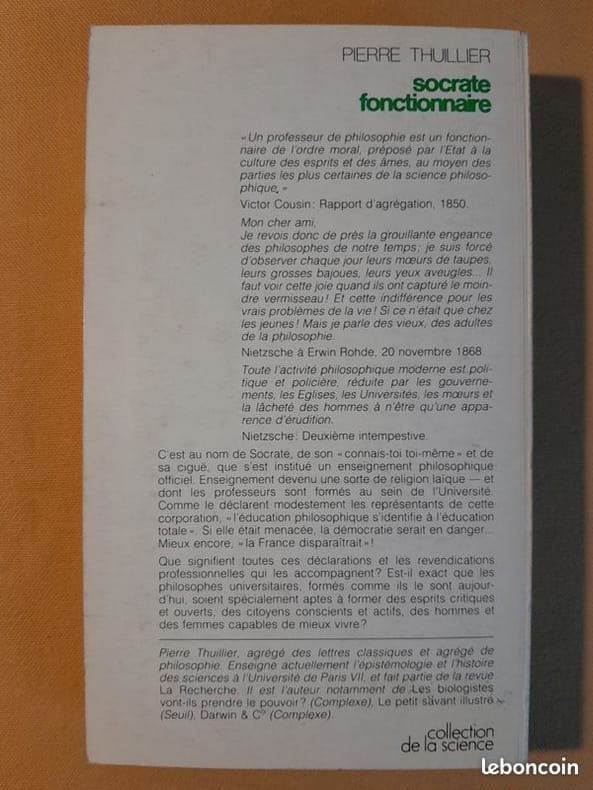 PIERRE THUILLIER
socrate
fonctionnaire
«Un professeur de philosophie est un fonction-
naire de l'ordre moral, préposé par l'Etat à la
culture des esprits et des âmes, au moyen des
parties les plus certaines de la science philoso-
phique. »
Victor Cousin: Rapport d'agrégation, 1850.
Mon cher ami,
Je revois donc de près la grouillante engeance
des philosophes de notre temps; je suis forcé
d'observer chaque jour leurs mœurs de taupes,
leurs grosses bajoues, leurs yeux aveugles... Il
faut voir cette joie quand ils ont capturé le moin-
dre vermisseau! Et cette indifférence pour les
vrais problèmes de la vie! Si ce n'était que chez
les jeunes! Mais je parle des vieux, des adultes
de la philosophie.
Nietzsche à Erwin Rohde, 20 novembre 1868.
Toute l'activité philosophique moderne est poli-
tique et policière, réduite par les gouverne-
ments, les Eglises, les Universités, les mœurs et
la lâcheté des hommes à n'être qu'une appa-
rence d'érudition.
Nietzsche: Deuxième intempestive.
C'est au nom de Socrate, de son «connais-toi toi-même» et de
sa ciguë, que s'est institué un enseignement philosophique
officiel. Enseignement devenu une sorte de religion laïque — et
dont les professeurs sont formés au sein de l'Université.
Comme le déclarent modestement les représentants de cette
corporation, «l'éducation philosophique s'identifie à l'éducation
totale». Si elle était menacée, la démocratie serait en danger...
Mieux encore, «la France disparaîtrait»!
Que signifient toutes ces déclarations et les revendications
professionnelles qui les accompagnent? Est-il exact que les
philosophes universitaires, formés comme ils le sont aujour-
d'hui, soient spécialement aptes à former des esprits critiques
et ouverts, des citoyens conscients et actifs, des hommes et
des femmes capables de mieux vivre?
Pierre Thuillier, agrégé des lettres classiques et agrégé de
philosophie. Enseigne actuellement l'épistémologie et l'histoire
des sciences à l'Université de Paris VII, et fait partie de la revue
La Recherche. Il est l'auteur notamment de Les biologistes
vont-ils prendre le pouvoir? (Complexe), Le petit savant illustré
(Seuil), Darwin & C° (Complexe).
collection
de la science
leboncoin